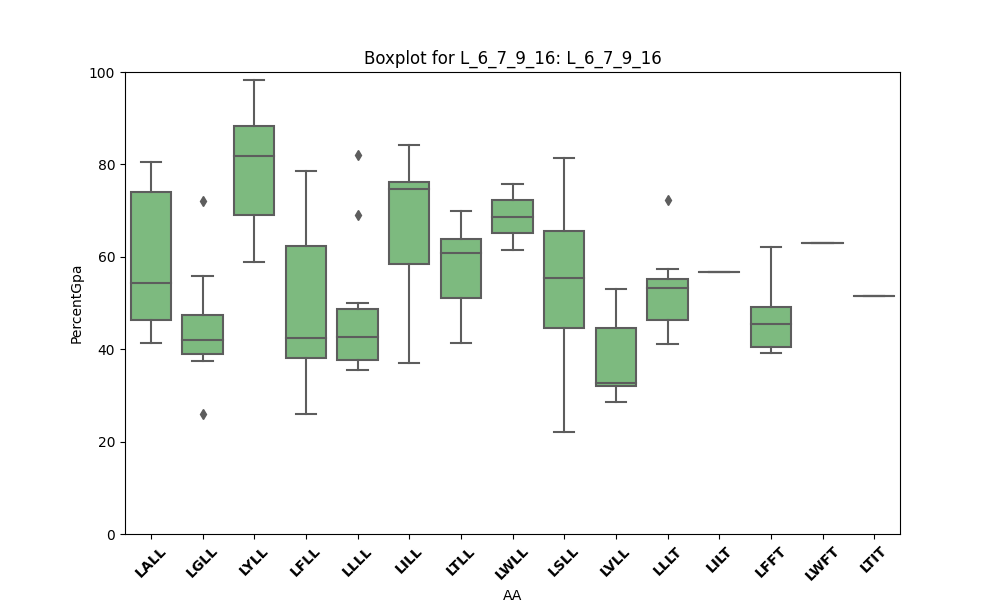 Boxplot for L_6_7_9_16: L_6_7_9_16
PercentGpa
100
80
60
40
20
0
LALL LGLL LYLL LFLL LLLL LILL LTLL LWLL LSLL LVLL LLLT LILT LFFT LWFT LTIT
AA